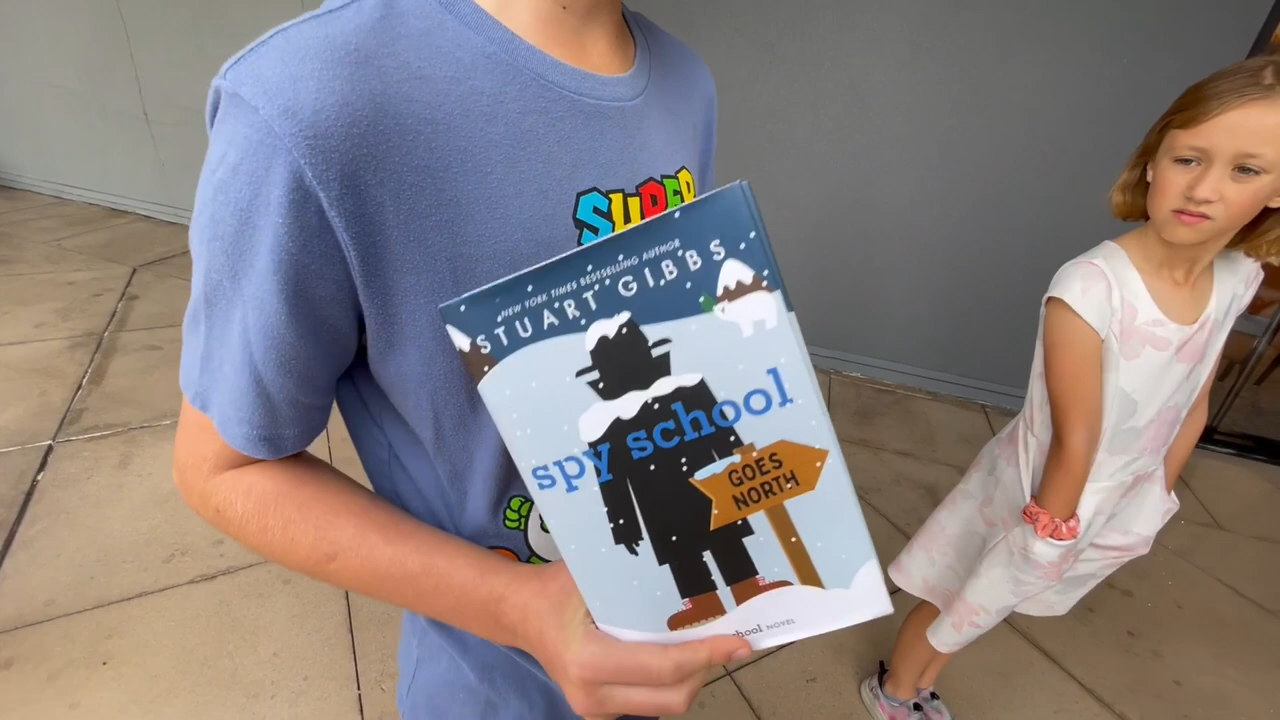 SUPER
NEW YORK TIMES BESTSELLING AUTHOR
STUART GIBBS
spy school
GOES
NORTH
school NOVEL